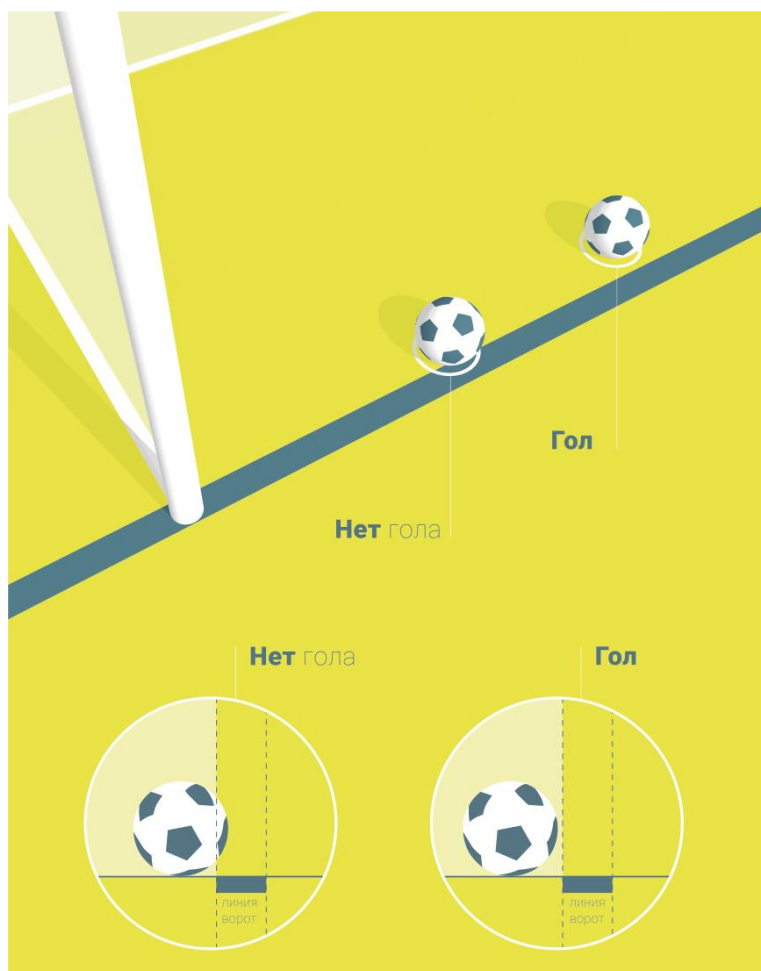 Гол
Нет гола
Нет гола
Гол
линия
ворот
линия
ворот